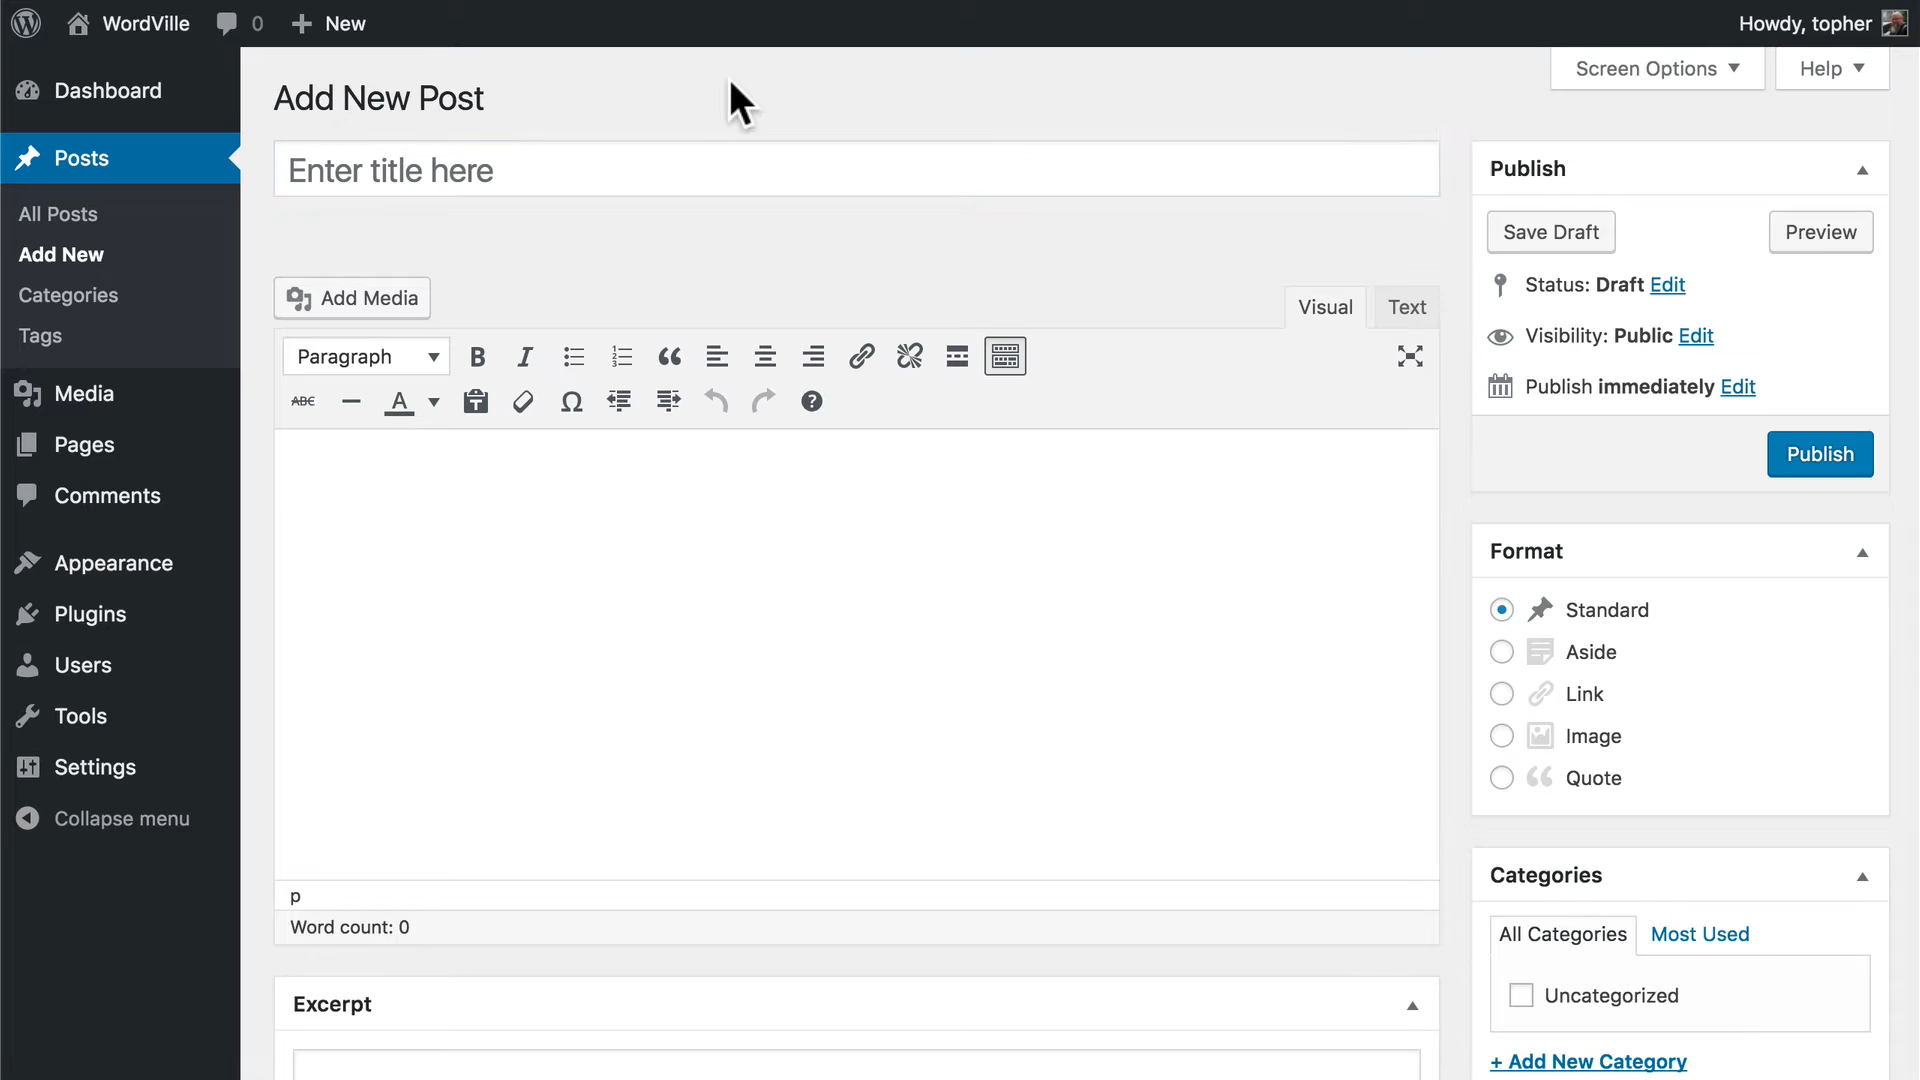 WordVille 0 New Howdy, topher
Screen Options Help
Dashboard
Posts
All Posts
Add New
Categories
Tags
Media
Pages
Comments
Appearance
Plugins
Users
Tools
Settings
Collapse menu
Add New Post
Enter title here
Add Media
Visual Text
Paragraph B I
ABC A Ω ?
p
Word count: 0
Excerpt
Publish
Save Draft Preview
Status: Draft Edit
Visibility: Public Edit
Publish immediately Edit
Publish
Format
Standard
Aside
Link
Image
Quote
Categories
All Categories Most Used
Uncategorized
+ Add New Category